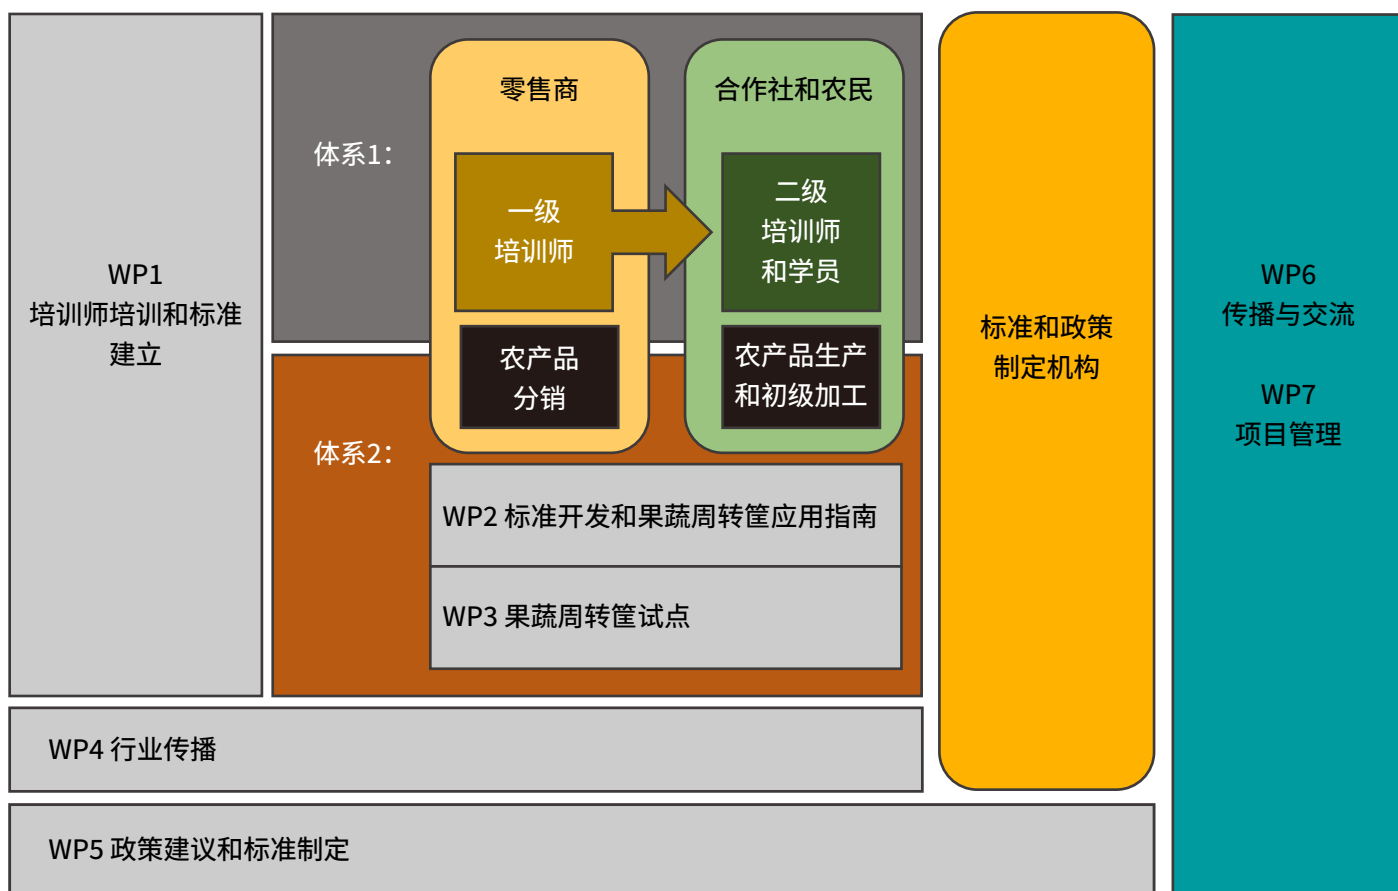 WP1
培训师培训和标准
建立
体系1：
零售商
一级
培训师
农产品
分销
合作社和农民
二级
培训师
和学员
农产品生产
和初级加工
体系2：
WP2 标准开发和果蔬周转筐应用指南
WP3 果蔬周转筐试点
WP4 行业传播
WP5 政策建议和标准制定
标准和政策
制定机构
WP6
传播与交流
WP7
项目管理